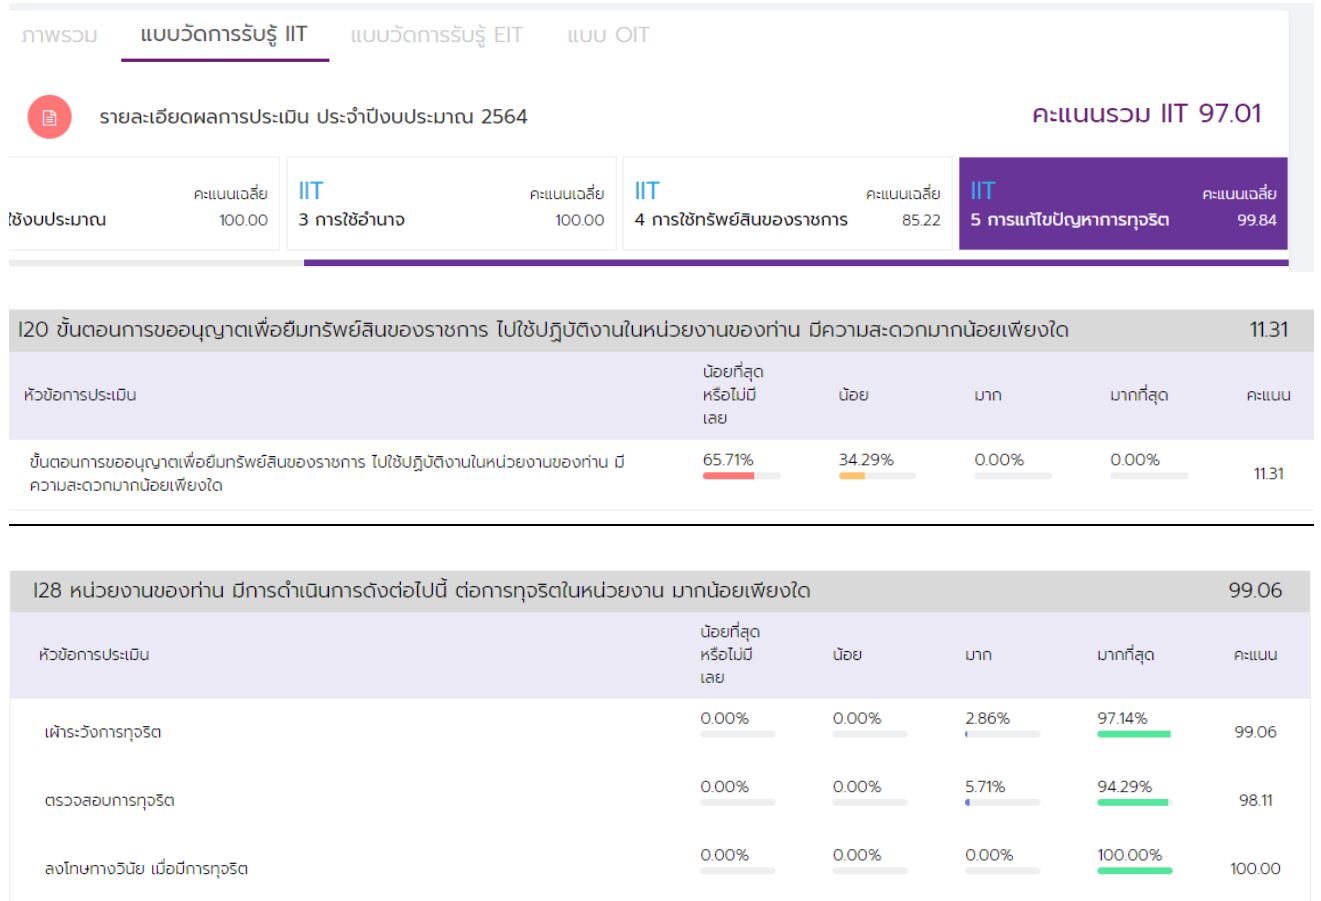 ภาพรวม แบบวัดการรับรู้ IIT แบบวัดการรับรู้ EIT แบบ OIT
รายละเอียดผลการประเมิน ประจำปีงบประมาณ 2564 คะแนนรวม IIT 97.01
คะแนนเฉลี่ย IIT คะแนนเฉลี่ย IIT คะแนนเฉลี่ย IIT คะแนนเฉลี่ย
ใช้งบประมาณ 100.00 3 การใช้อำนาจ 100.00 4 การใช้ทรัพย์สินของราชการ 85.22 5 การแก้ไขปัญหาการทุจริต 99.84
I20 ขั้นตอนการขออนุญาตเพื่อยืมทรัพย์สินของราชการ ไปใช้ปฏิบัติงานในหน่วยงานของท่าน มีความสะดวกมากน้อยเพียงใด 11.31
น้อยที่สุด
หัวข้อการประเมิน หรือไม่มี น้อย มาก มากที่สุด คะแนน
เลย
ขั้นตอนการขออนุญาตเพื่อยืมทรัพย์สินของราชการ ไปใช้ปฏิบัติงานในหน่วยงานของท่าน มี 65.71% 34.29% 0.00% 0.00%
ความสะดวกมากน้อยเพียงใด 11.31
I28 หน่วยงานของท่าน มีการดำเนินการดังต่อไปนี้ ต่อการทุจริตในหน่วยงาน มากน้อยเพียงใด 99.06
น้อยที่สุด
หัวข้อการประเมิน หรือไม่มี น้อย มาก มากที่สุด คะแนน
เลย
เฝ้าระวังการทุจริต 0.00% 0.00% 2.86% 97.14% 99.06
ตรวจสอบการทุจริต 0.00% 0.00% 5.71% 94.29% 98.11
ลงโทษทางวินัย เมื่อมีการทุจริต 0.00% 0.00% 0.00% 100.00% 100.00